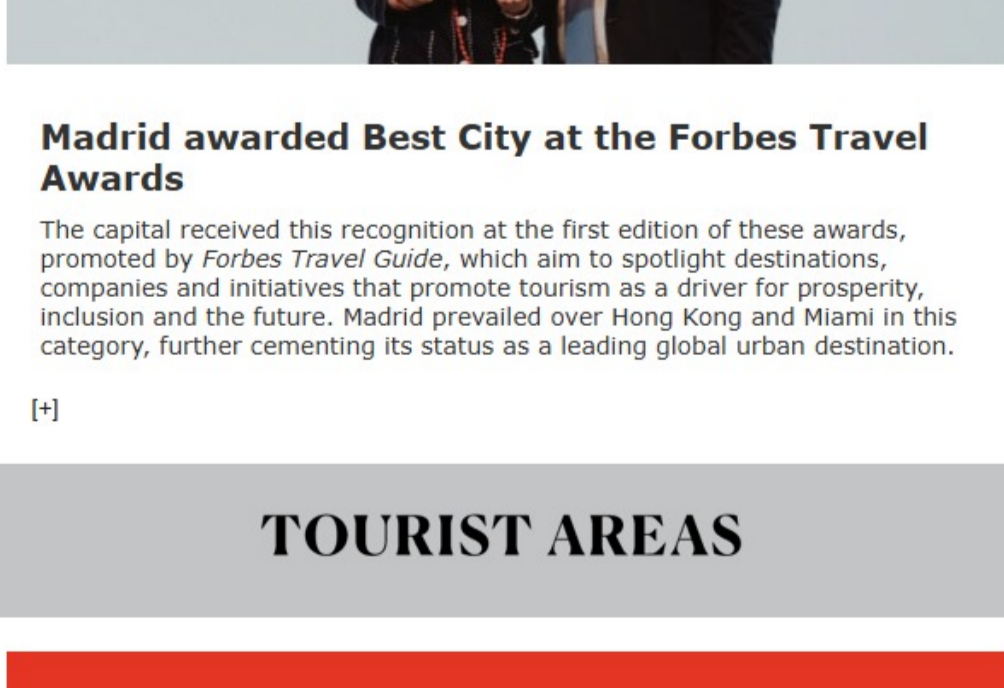 Madrid awarded Best City at the Forbes Travel
Awards
The capital received this recognition at the first edition of these awards,
promoted by Forbes Travel Guide, which aim to spotlight destinations,
companies and initiatives that promote tourism as a driver for prosperity,
inclusion and the future. Madrid prevailed over Hong Kong and Miami in this
category, further cementing its status as a leading global urban destination.
[+]
TOURIST AREAS